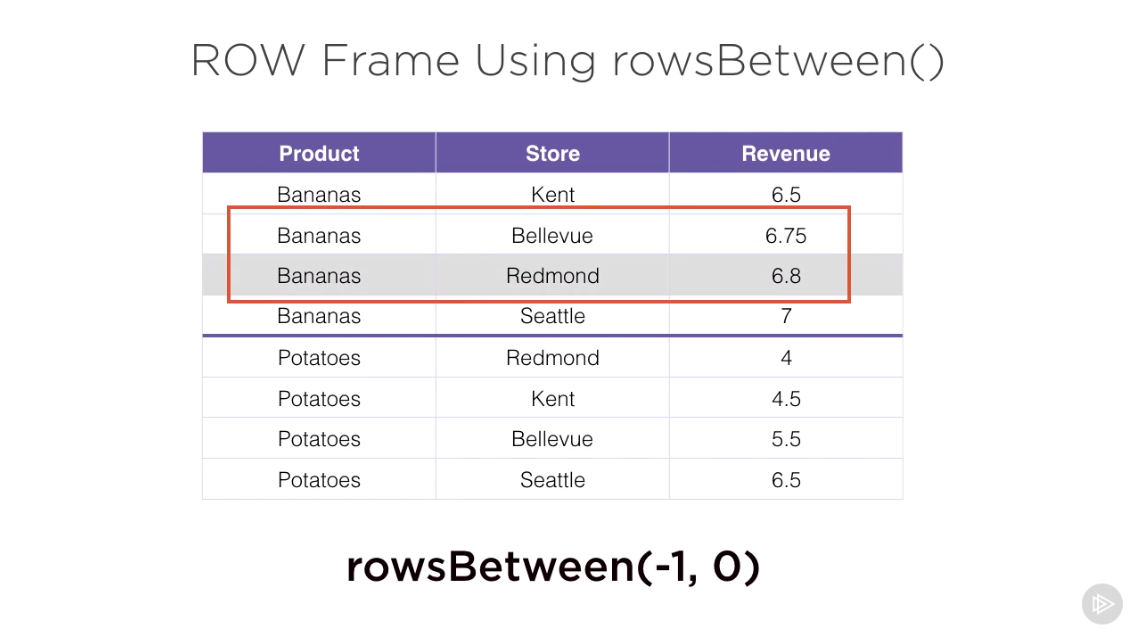 ROW Frame Using rowsBetween()
Product Store Revenue
Bananas Kent 6.5
Bananas Bellevue 6.75
Bananas Redmond 6.8
Bananas Seattle 7
Potatoes Redmond 4
Potatoes Kent 4.5
Potatoes Bellevue 5.5
Potatoes Seattle 6.5
rowsBetween(-1, 0)